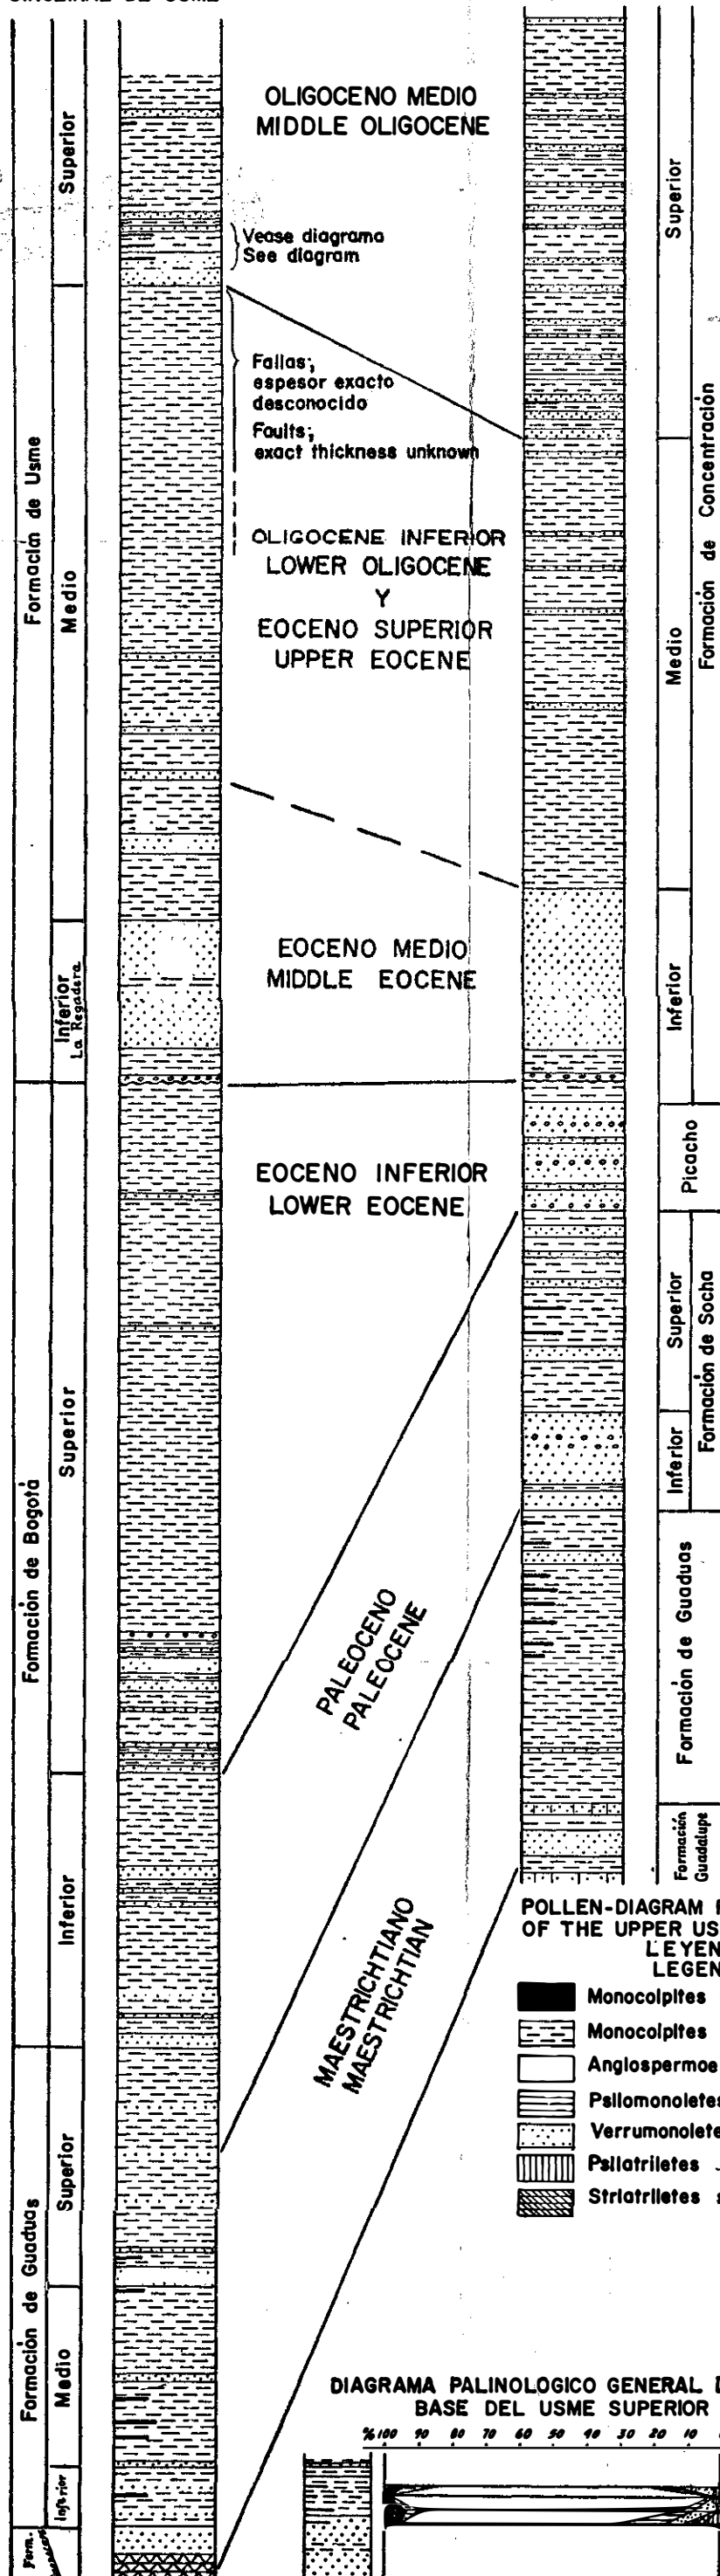 OLIGOCENO MEDIO
MIDDLE OLIGOCENE
Vease diagrama
See diagram
Fallas;
espesor exacto
desconocido
Faults;
exact thickness unknown
OLIGOCENE INFERIOR
LOWER OLIGOCENE
Y
EOCENO SUPERIOR
UPPER EOCENE
EOCENO MEDIO
MIDDLE EOCENE
EOCENO INFERIOR
LOWER EOCENE
PALEOCENO
PALEOCENE
MAESTRICHTIANO
MAESTRICHTIAN
Formación de Usme
Superior
Medio
Inferior
La Regadera
Formación de Bogotá
Superior
Inferior
Formación de Guaduas
Superior
Medio
Inferior
Form.
Formación de Concentración
Superior
Medio
Inferior
Picacho
Formación de Socha
Superior
Inferior
Formación de Guaduas
Formación
Guadalupe
POLLEN-DIAGRAM
OF THE UPPER US
LEYEN
LEGEN
Monocolpites
Monocolpites
Angiospermoe
Psilomonoletes
Verrumonolete
Psilatriletes
Striatriletes
DIAGRAMA PALINOLOGICO GENERAL
BASE DEL USME SUPERIOR
% 100 90 80 70 60 50 40 30 20 10